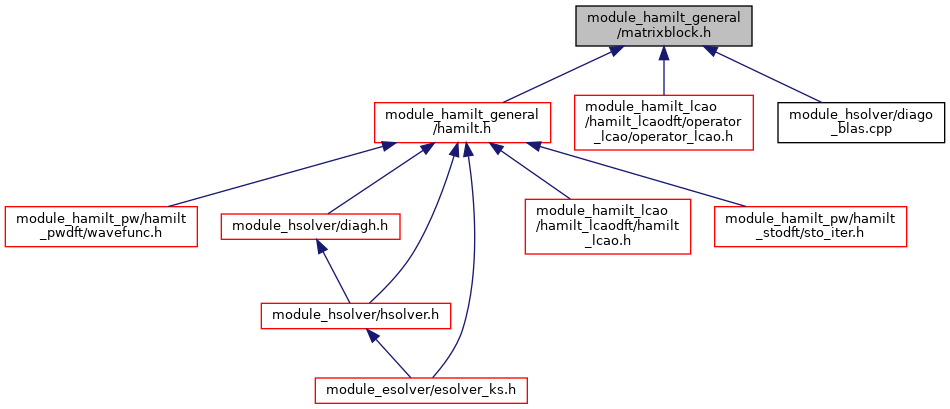 module_hamilt_general
/matrixblock.h
module_hamilt_general
/hamilt.h
module_hamilt_lcao
/hamilt_lcaodft/operator
_lcao/operator_lcao.h
module_hsolver/diago
_blas.cpp
module_hamilt_pw/hamilt
_pwdft/wavefunc.h
module_hsolver/diagh.h
module_hamilt_lcao
/hamilt_lcaodft/hamilt
_lcao.h
module_hamilt_pw/hamilt
_stodft/sto_iter.h
module_hsolver/hsolver.h
module_esolver/esolver_ks.h